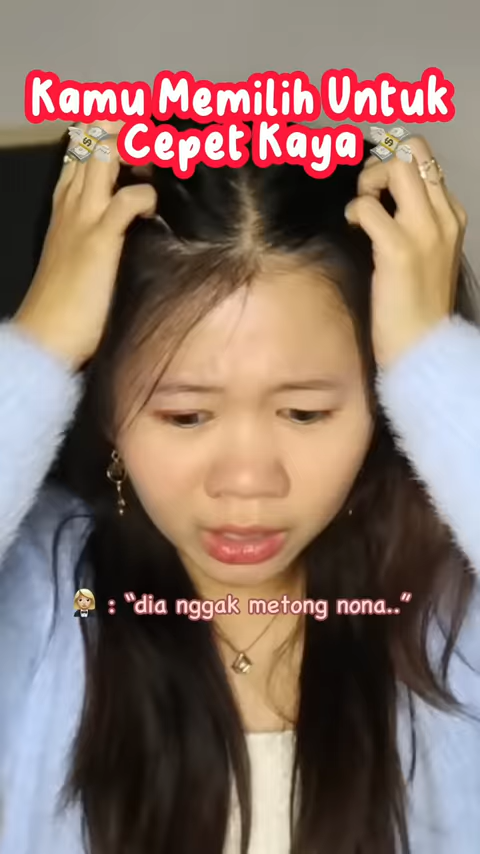 Kamu Memilih Untuk
💸 Cepet Kaya 💸
🤵🏼‍♀️ : "dia nggak metong nona.."